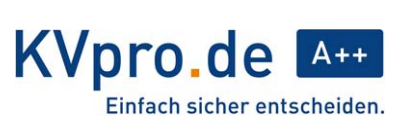 KVpro.de A++
Einfach sicher entscheiden.